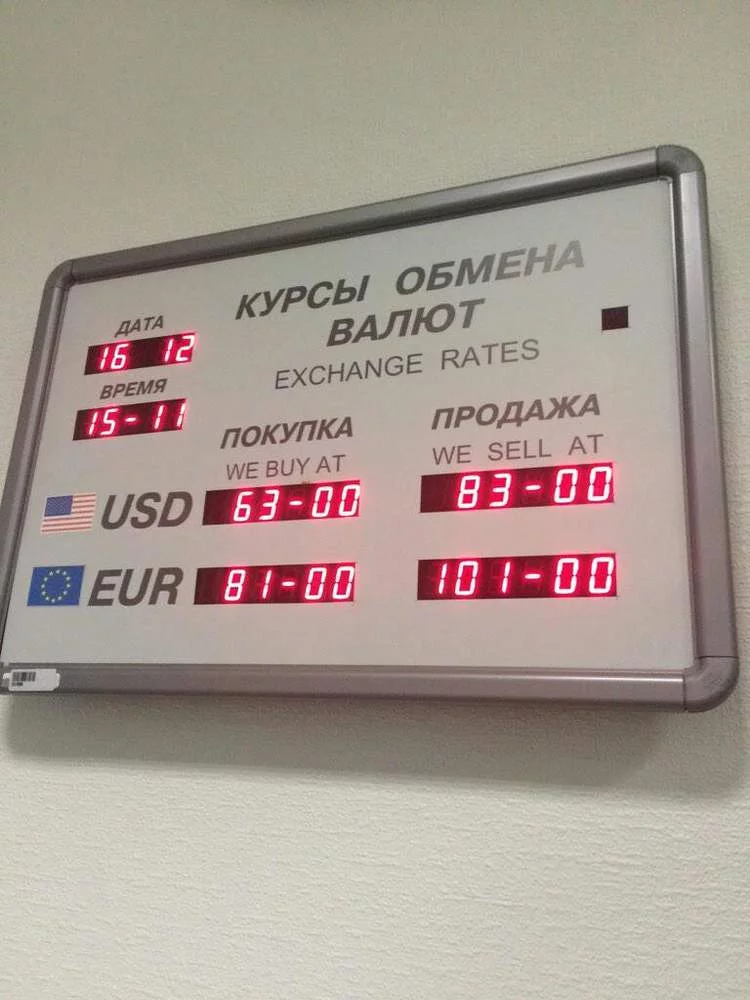 КУРСЫ ОБМЕНА
ВАЛЮТ
EXCHANGE RATES
ДАТА
16 12
ВРЕМЯ
15-11
ПОКУПКА ПРОДАЖА
WE BUY AT WE SELL AT
USD 63-00 83-00
EUR 81-00 101-00